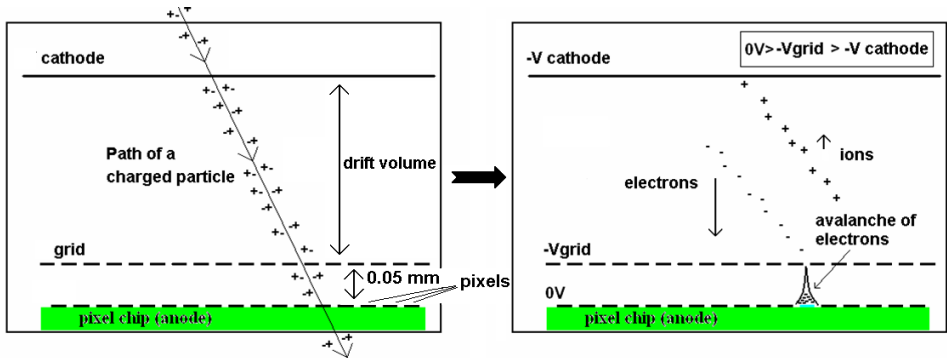 cathode
Path of a
charged particle
drift volume
grid
0.05 mm
pixels
pixel chip (anode)
0V>-Vgrid > -V cathode
-V cathode
ions
electrons
avalanche of
electrons
-Vgrid
0V
pixel chip (anode)